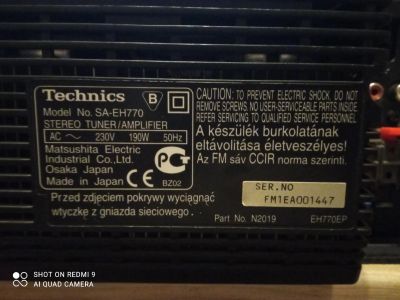 Technics
B
Model No. SA-EH770
STEREO TUNER/AMPLIFIER
AC ~ 230V 190W 50Hz
Matsushita Electric
Industrial Co.,Ltd.
Osaka Japan
Made in Japan
CE
PG
BZ02
Przed zdjęciem pokrywy wyciągnąć
wtyczkę z gniazda sieciowego.
CAUTION: TO PREVENT ELECTRIC SHOCK, DO NOT
REMOVE SCREWS. NO USER-SERVICEABLE PARTS INSIDE.
REFER SERVICING TO QUALIFIED SERVICE PERSONNEL
A készülék burkolatának
eltávolítása életveszélyes!
Az FM sáv CCIR norma szerinti.
SER.NO
FM1EA001447
Part No. N2019
EH770EP
SHOT ON REDMI 9
AI QUAD CAMERA